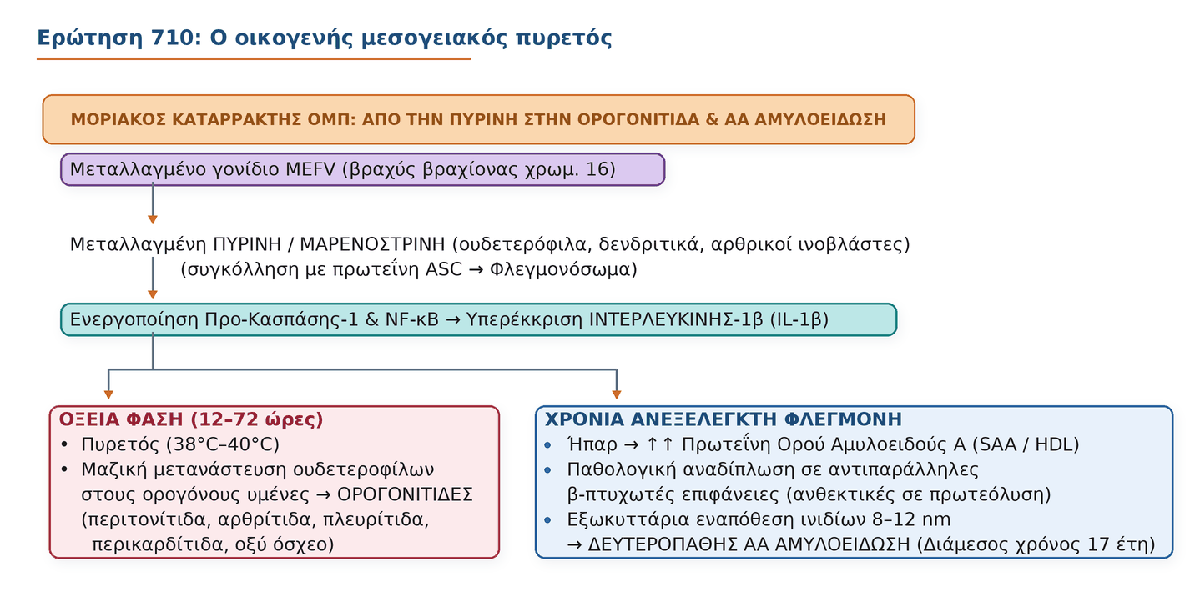 Ερώτηση 710: Ο οικογενής μεσογειακός πυρετός
ΜΟΡΙΑΚΟΣ ΚΑΤΑΡΡΑΚΤΗΣ ΟΜΠ: ΑΠΟ ΤΗΝ ΠΥΡΙΝΗ ΣΤΗΝ ΟΡΟΓΟΝΙΤΙΔΑ & ΑΑ ΑΜΥΛΟΕΙΔΩΣΗ
Μεταλλαγμένο γονίδιο MEFV (βραχύς βραχίονας χρωμ. 16)
Μεταλλαγμένη ΠΥΡΙΝΗ / ΜΑΡΕΝΟΣΤΡΙΝΗ (ουδετερόφιλα, δενδριτικά, αρθρικοί ινοβλάστες)
(συγκόλληση με πρωτεΐνη ASC → Φλεγμονόσωμα)
Ενεργοποίηση Προ-Κασπάσης-1 & NF-κB → Υπερέκκριση ΙΝΤΕΡΛΕΥΚΙΝΗΣ-1β (IL-1β)
ΟΞΕΙΑ ΦΑΣΗ (12–72 ώρες)
• Πυρετός (38°C–40°C)
• Μαζική μετανάστευση ουδετεροφίλων
στους ορογόνους υμένες → ΟΡΟΓΟΝΙΤΙΔΕΣ
(περιτονίτιδα, αρθρίτιδα, πλευρίτιδα,
περικαρδίτιδα, οξύ όσχεο)
ΧΡΟΝΙΑ ΑΝΕΞΕΛΕΓΚΤΗ ΦΛΕΓΜΟΝΗ
• Ήπαρ → ↑↑ Πρωτεΐνη Ορού Αμυλοειδούς Α (SAA / HDL)
• Παθολογική αναδίπλωση σε αντιπαράλληλες
β-πτυχωτές επιφάνειες (ανθεκτικές σε πρωτεόλυση)
• Εξωκυττάρια εναπόθεση ινιδίων 8–12 nm
→ ΔΕΥΤΕΡΟΠΑΘΗΣ ΑΑ ΑΜΥΛΟΕΙΔΩΣΗ (Διάμεσος χρόνος 17 έτη)